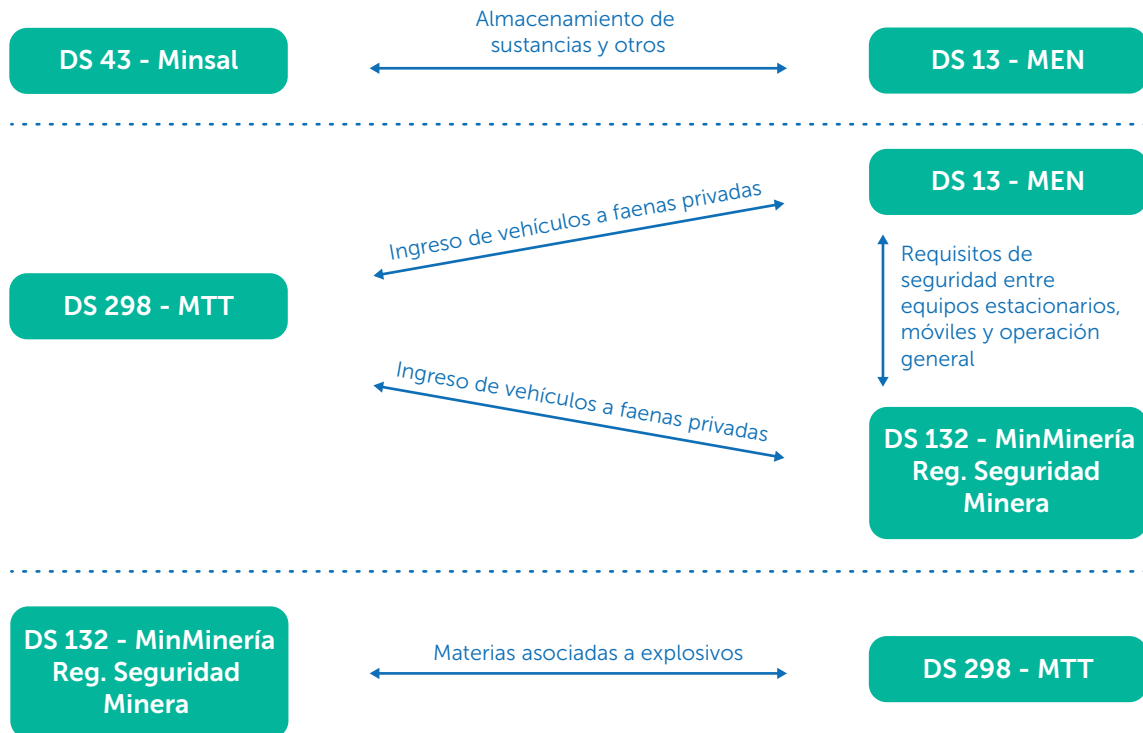 Almacenamiento de
sustancias y otros
DS 43 - Minsal
DS 13 - MEN
DS 13 - MEN
Ingreso de vehículos a faenas privadas
Requisitos de
seguridad entre
equipos estacionarios,
móviles y operación
general
DS 298 - MTT
Ingreso de vehículos a faenas privadas
DS 132 - MinMinería
Reg. Seguridad
Minera
DS 132 - MinMinería
Reg. Seguridad
Minera
Materias asociadas a explosivos
DS 298 - MTT